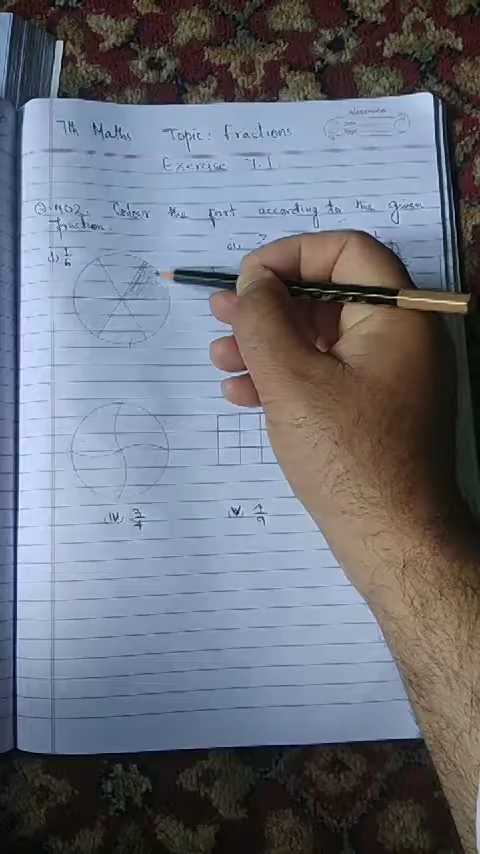 7th Maths Topic: Fractions
Exercise 7.1
Q.NO2. Colour the part according to the given
fraction.
i) 1/6
iv) 3/4 v) 4/9